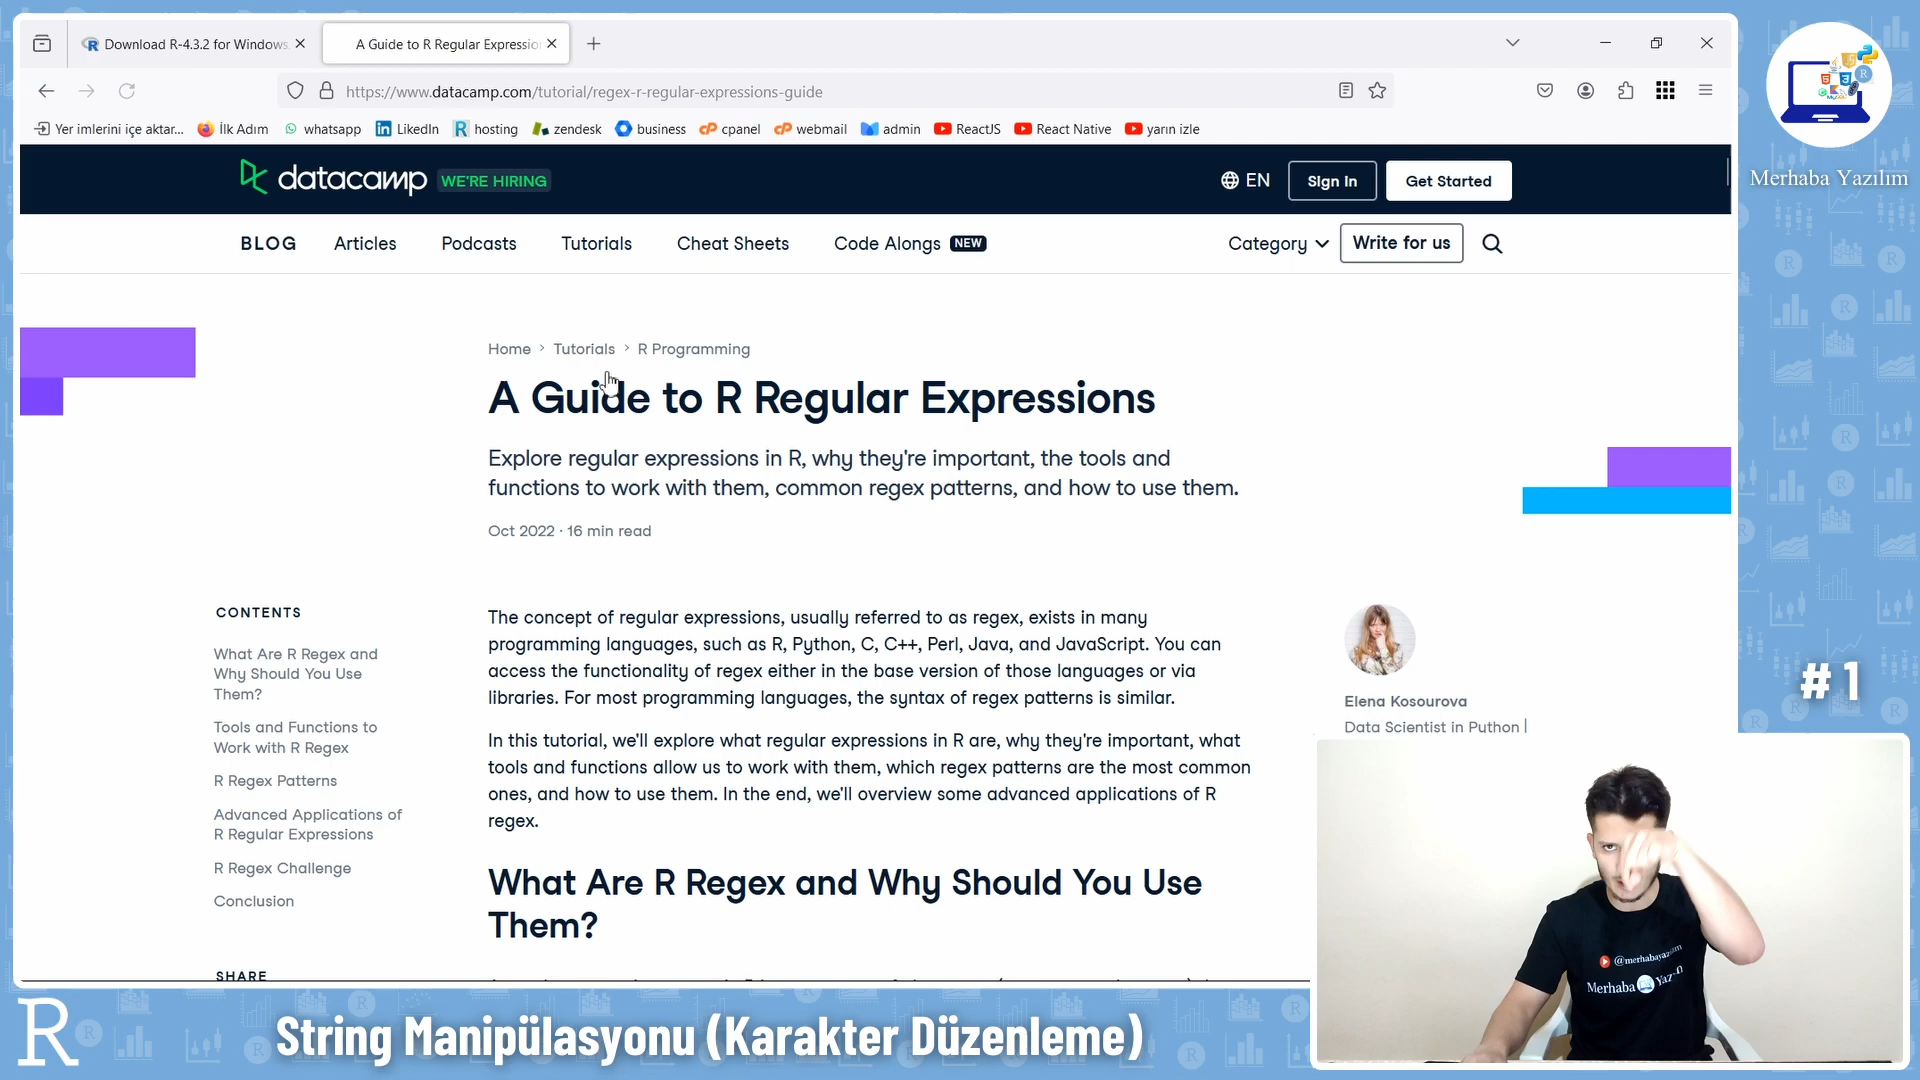 Download R-4.3.2 for Windows.
A Guide to R Regular Expressio
https://www.datacamp.com/tutorial/regex-r-regular-expressions-guide
Yer imlerini içe aktar...
İlk Adım
whatsapp
LinkedIn
hosting
zendesk
business
cpanel
webmail
admin
ReactJS
React Native
yarın izle
datacamp
WE'RE HIRING
EN
Sign In
Get Started
Merhaba Yazılım
BLOG
Articles
Podcasts
Tutorials
Cheat Sheets
Code Alongs NEW
Category
Write for us
Home > Tutorials > R Programming
A Guide to R Regular Expressions
Explore regular expressions in R, why they're important, the tools and
functions to work with them, common regex patterns, and how to use them.
Oct 2022 · 16 min read
CONTENTS
What Are R Regex and
Why Should You Use
Them?
Tools and Functions to
Work with R Regex
R Regex Patterns
Advanced Applications of
R Regular Expressions
R Regex Challenge
Conclusion
SHARE
The concept of regular expressions, usually referred to as regex, exists in many
programming languages, such as R, Python, C, C++, Perl, Java, and JavaScript. You can
access the functionality of regex either in the base version of those languages or via
libraries. For most programming languages, the syntax of regex patterns is similar.
In this tutorial, we'll explore what regular expressions in R are, why they're important, what
tools and functions allow us to work with them, which regex patterns are the most common
ones, and how to use them. In the end, we'll overview some advanced applications of R
regex.
What Are R Regex and Why Should You Use
Them?
Elena Kosourova
Data Scientist in Python |
#1
@merhabayazılım
Merhaba Yazı
R
String Manipülasyonu (Karakter Düzenleme)